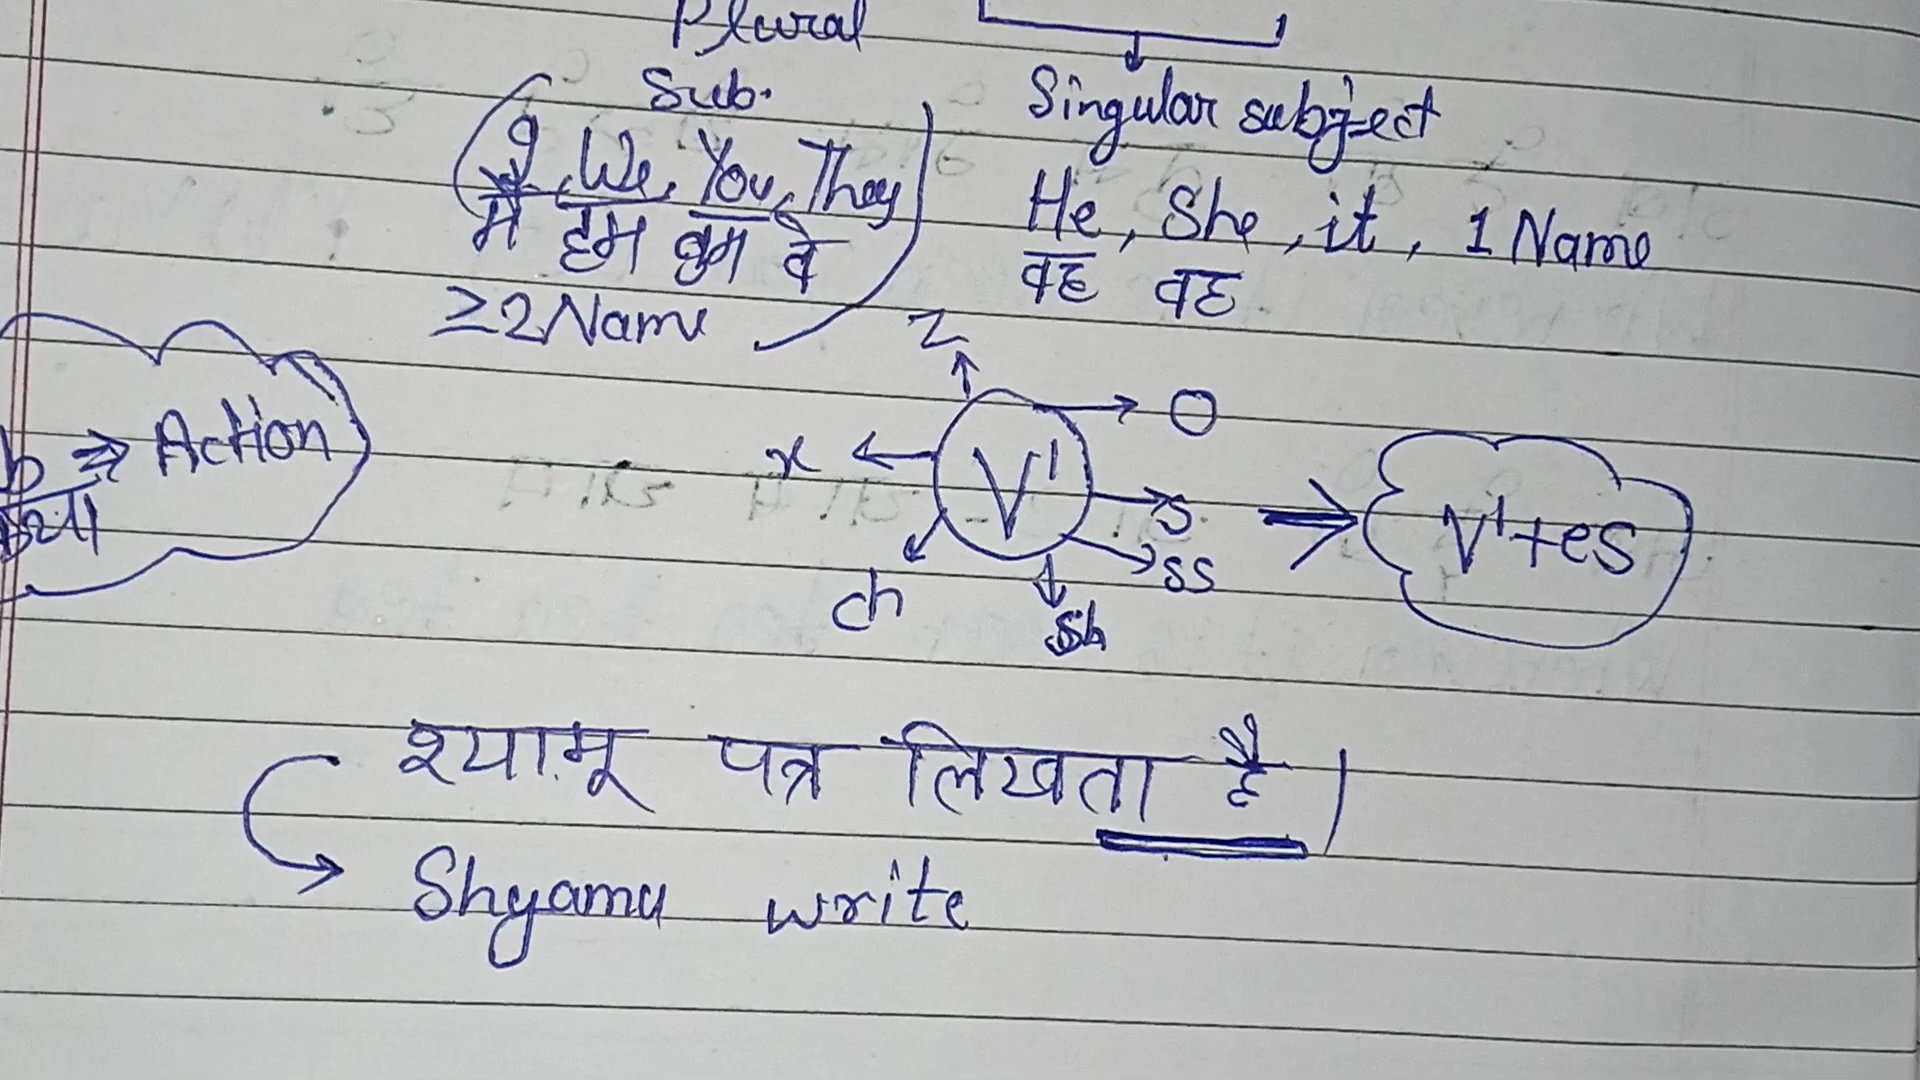 Plural
Sub.
Singular subject
I, We, You, They
He, She, it, 1 Name
मैं हम तुम वे
वह वह
≥2 Name
z
o
Action
x
V¹
s
V¹+es
ss
ch
sh
श्यामू पत्र लिखता है।
Shyamu write